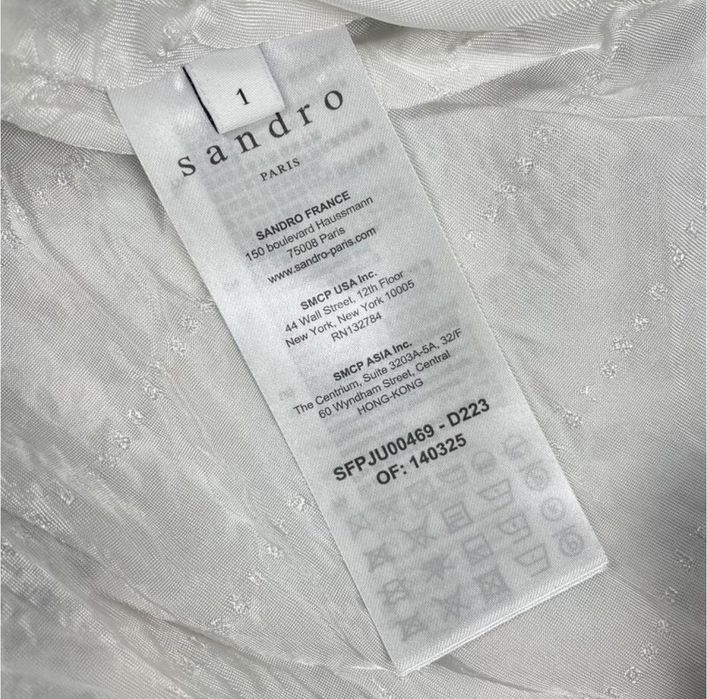 1
sandro
PARIS
SANDRO FRANCE
150 boulevard Haussmann
75008 Paris
www.sandro-paris.com
SMCP USA Inc.
44 Wall Street, 12th Floor
New York, New York 10005
RN132784
SMCP ASIA Inc.
The Centrium, Suite 3203A-5A, 32/F
60 Wyndham Street, Central
HONG-KONG
SFPJU00469 - D223
OF: 140325